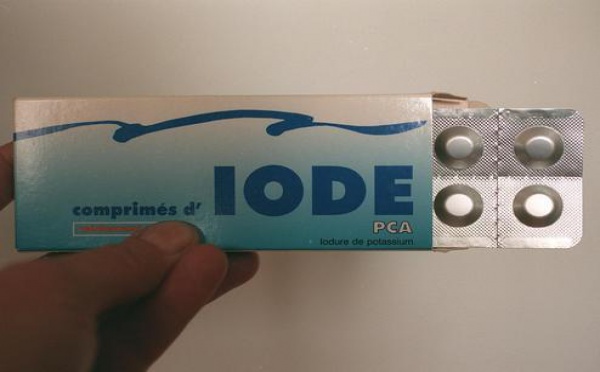 comprimés d' IODE
PCA
Iodure de potassium